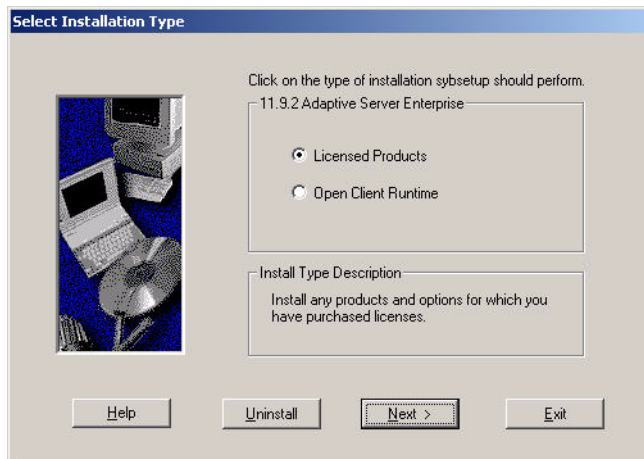 Select Installation Type
Click on the type of installation sybsetup should perform.
11.9.2 Adaptive Server Enterprise
Licensed Products
Open Client Runtime
Install Type Description
Install any products and options for which you
have purchased licenses.
Help
Uninstall
Next >
Exit